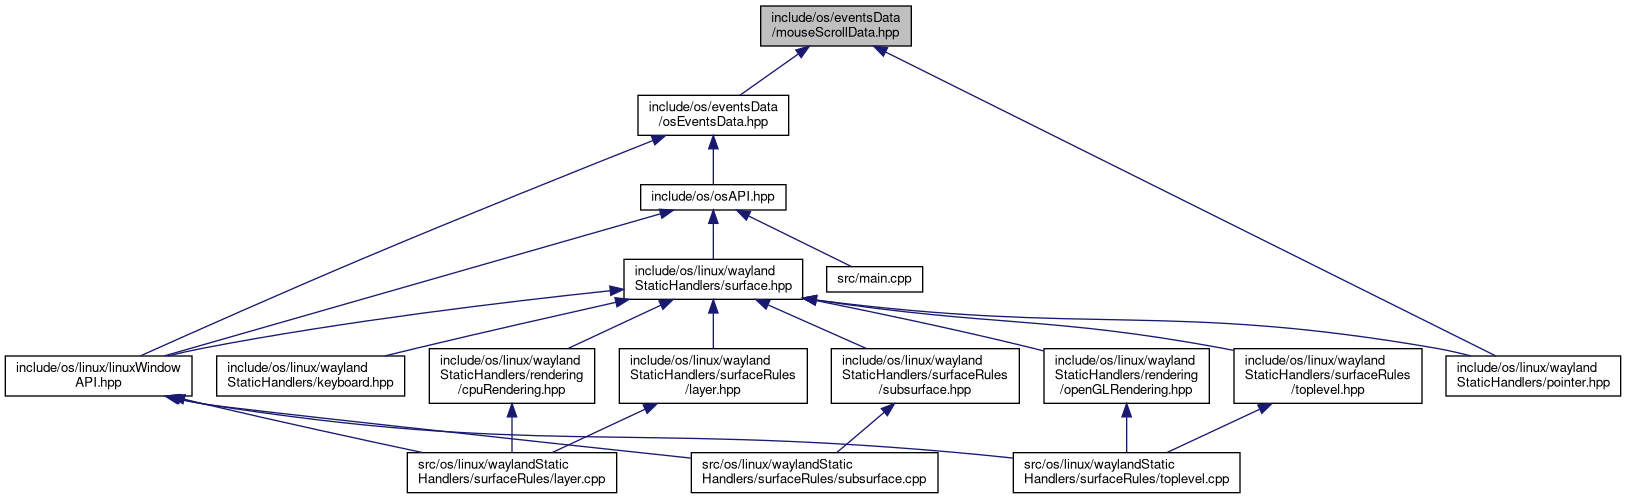 include/os/eventsData
/mouseScrollData.hpp
include/os/eventsData
/osEventsData.hpp
include/os/osAPI.hpp
include/os/linux/wayland
StaticHandlers/surface.hpp
src/main.cpp
include/os/linux/linuxWindow
API.hpp
include/os/linux/wayland
StaticHandlers/keyboard.hpp
include/os/linux/wayland
StaticHandlers/rendering
/cpuRendering.hpp
include/os/linux/wayland
StaticHandlers/surfaceRules
/layer.hpp
include/os/linux/wayland
StaticHandlers/surfaceRules
/subsurface.hpp
include/os/linux/wayland
StaticHandlers/rendering
/openGLRendering.hpp
include/os/linux/wayland
StaticHandlers/surfaceRules
/toplevel.hpp
include/os/linux/wayland
StaticHandlers/pointer.hpp
src/os/linux/waylandStatic
Handlers/surfaceRules/layer.cpp
src/os/linux/waylandStatic
Handlers/surfaceRules/subsurface.cpp
src/os/linux/waylandStatic
Handlers/surfaceRules/toplevel.cpp